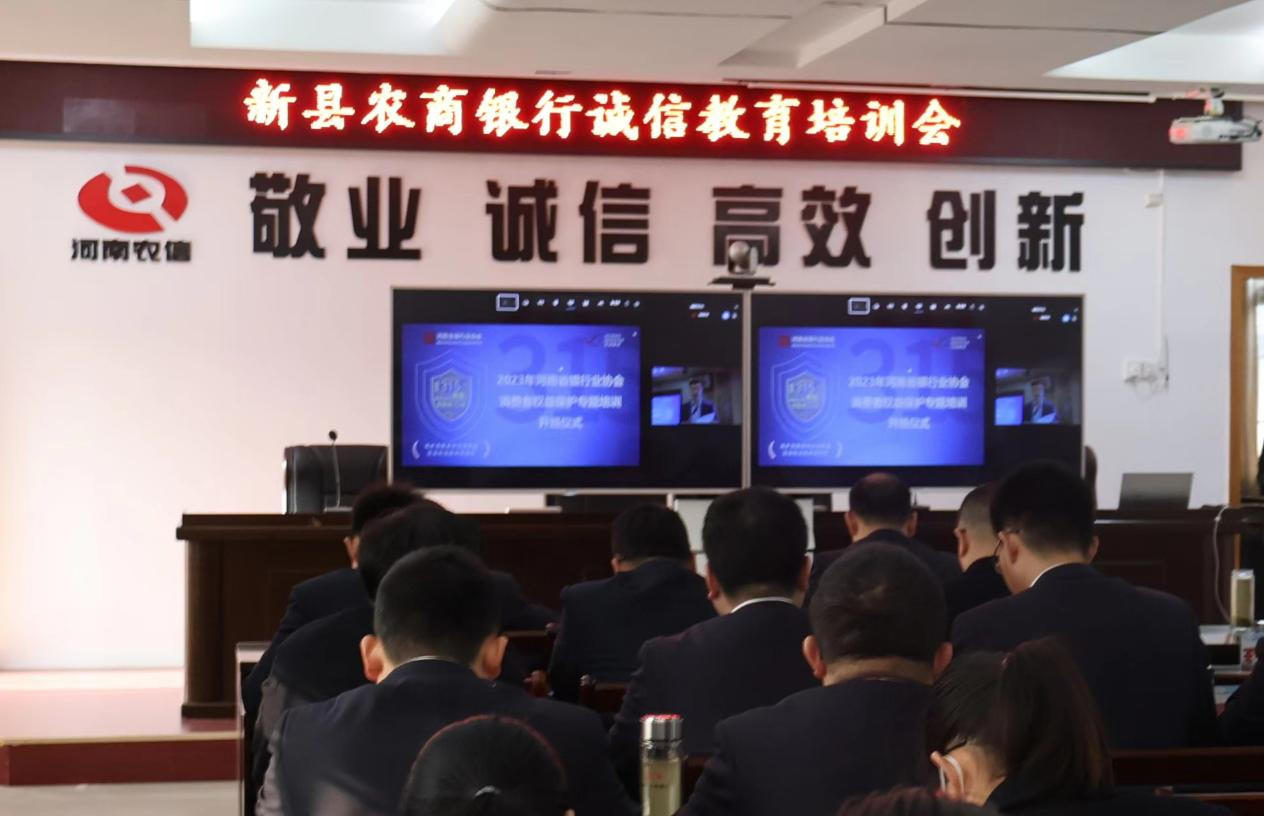 新县农商银行诚信教育培训会
敬业 诚信 高效 创新
河南农信
2023年河南省银行业协会
消费者权益保护专题培训
开班仪式
2023年河南省银行业协会
消费者权益保护专题培训
开班仪式